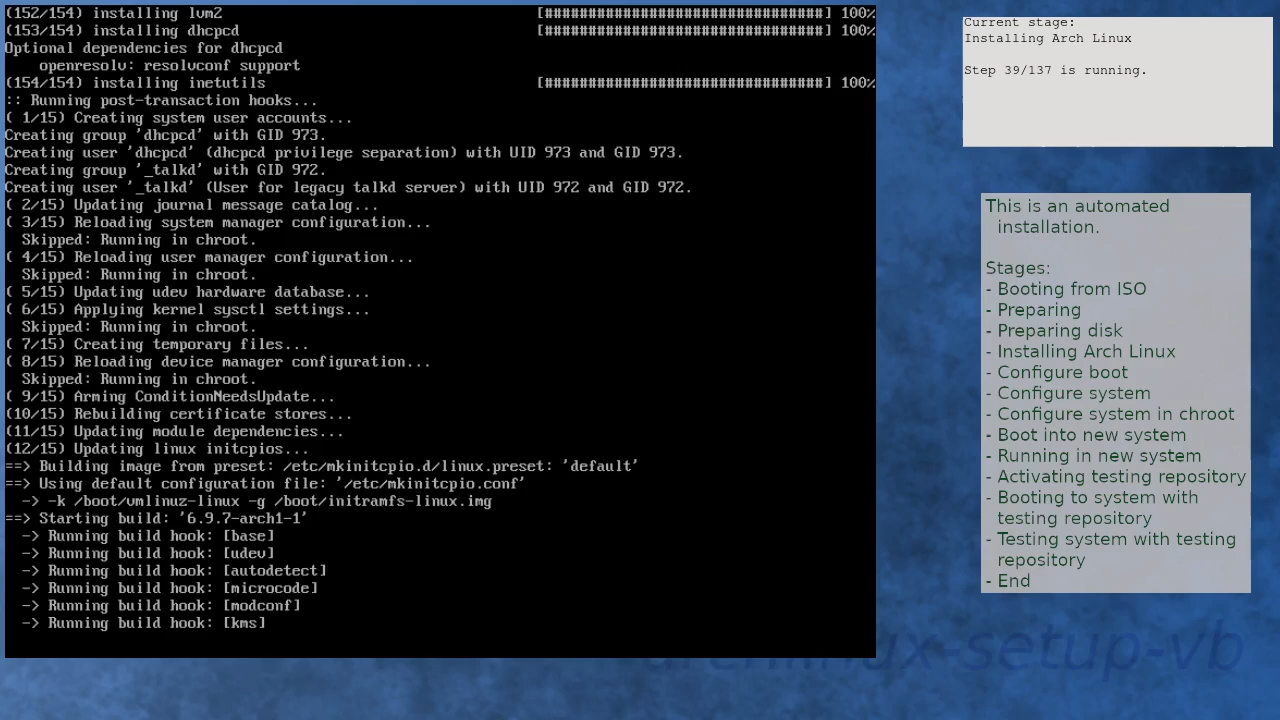 (152/154) installing lvm2 [################################] 100%
(153/154) installing dhcpcd [################################] 100%
Optional dependencies for dhcpcd
openresolv: resolvconf support
(154/154) installing inetutils [################################] 100%
:: Running post-transaction hooks...
( 1/15) Creating system user accounts...
Creating group 'dhcpcd' with GID 973.
Creating user 'dhcpcd' (dhcpcd privilege separation) with UID 973 and GID 973.
Creating group '_talkd' with GID 972.
Creating user '_talkd' (User for legacy talkd server) with UID 972 and GID 972.
( 2/15) Updating journal message catalog...
( 3/15) Reloading system manager configuration...
Skipped: Running in chroot.
( 4/15) Reloading user manager configuration...
Skipped: Running in chroot.
( 5/15) Updating udev hardware database...
( 6/15) Applying kernel sysctl settings...
Skipped: Running in chroot.
( 7/15) Creating temporary files...
( 8/15) Reloading device manager configuration...
Skipped: Running in chroot.
( 9/15) Arming ConditionNeedsUpdate...
(10/15) Rebuilding certificate stores...
(11/15) Updating module dependencies...
(12/15) Updating linux initcpios...
==> Building image from preset: /etc/mkinitcpio.d/linux.preset: 'default'
==> Using default configuration file: '/etc/mkinitcpio.conf'
-> -k /boot/vmlinuz-linux -g /boot/initramfs-linux.img
==> Starting build: '6.9.7-arch1-1'
-> Running build hook: [base]
-> Running build hook: [udev]
-> Running build hook: [autodetect]
-> Running build hook: [microcode]
-> Running build hook: [modconf]
-> Running build hook: [kms]
Current stage:
Installing Arch Linux
Step 39/137 is running.
This is an automated
installation.
Stages:
- Booting from ISO
- Preparing
- Preparing disk
- Installing Arch Linux
- Configure boot
- Configure system
- Configure system in chroot
- Boot into new system
- Running in new system
- Activating testing repository
- Booting to system with
testing repository
- Testing system with testing
repository
- End
archlinux-setup-vb